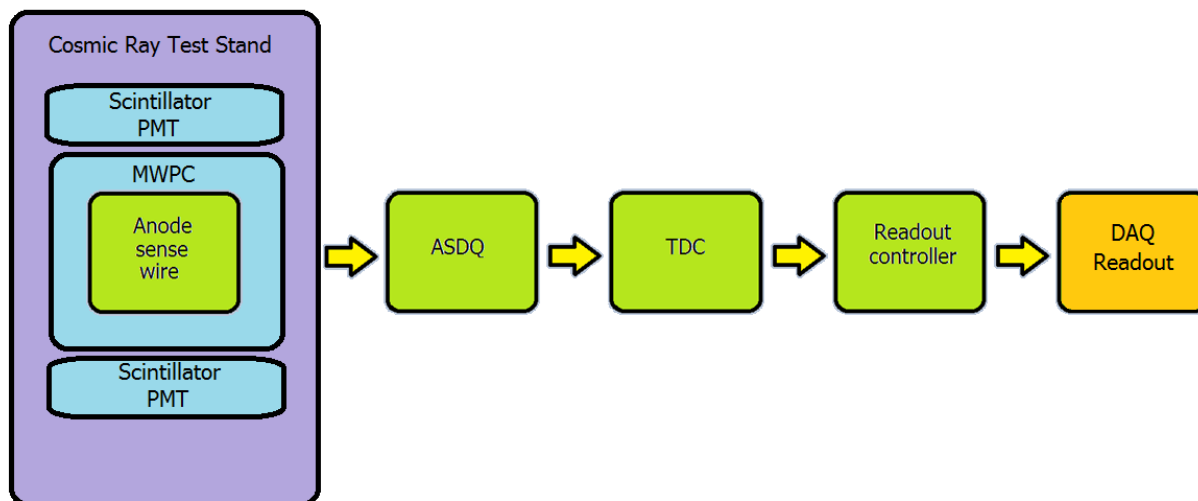 Cosmic Ray Test Stand
Scintillator
PMT
MWPC
Anode
sense
wire
Scintillator
PMT
ASDQ
TDC
Readout
controller
DAQ
Readout